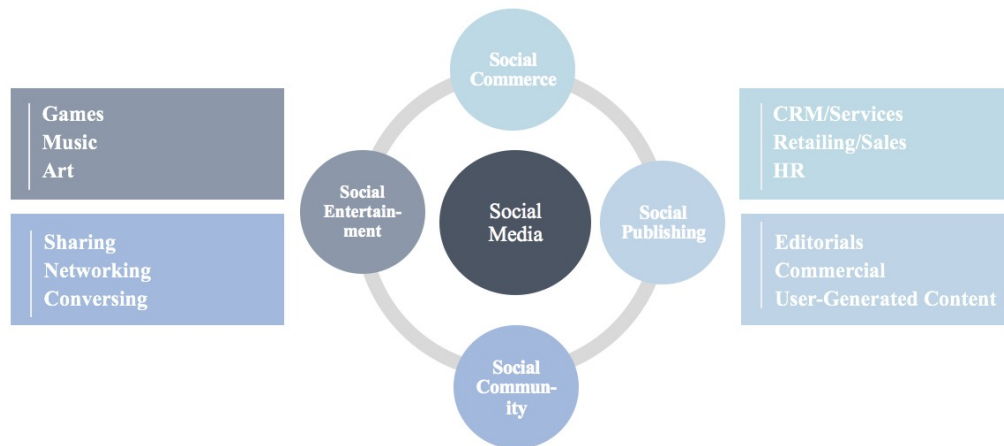 Social
Commerce
Games
Music
Art
CRM/Services
Retailing/Sales
HR
Social
Entertain-
ment
Social
Media
Social
Publishing
Sharing
Networking
Conversing
Editorials
Commercial
User-Generated Content
Social
Commun-
ity